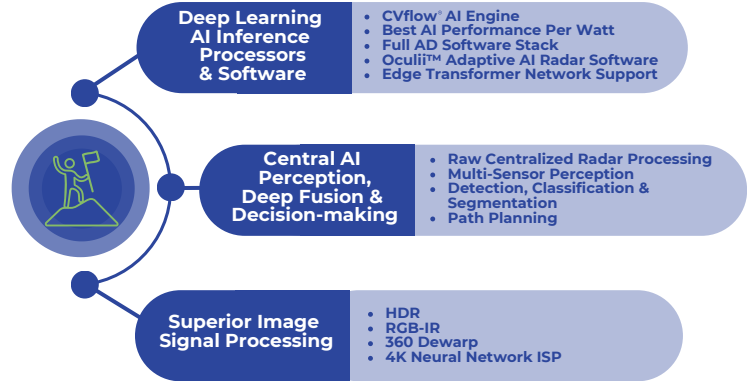 Deep Learning
AI Inference
Processors
& Software
• CVflow® AI Engine
• Best AI Performance Per Watt
• Full AD Software Stack
• Oculii™ Adaptive AI Radar Software
• Edge Transformer Network Support
Central AI
Perception,
Deep Fusion &
Decision-making
• Raw Centralized Radar Processing
• Multi-Sensor Perception
• Detection, Classification &
Segmentation
• Path Planning
Superior Image
Signal Processing
• HDR
• RGB-IR
• 360 Dewarp
• 4K Neural Network ISP